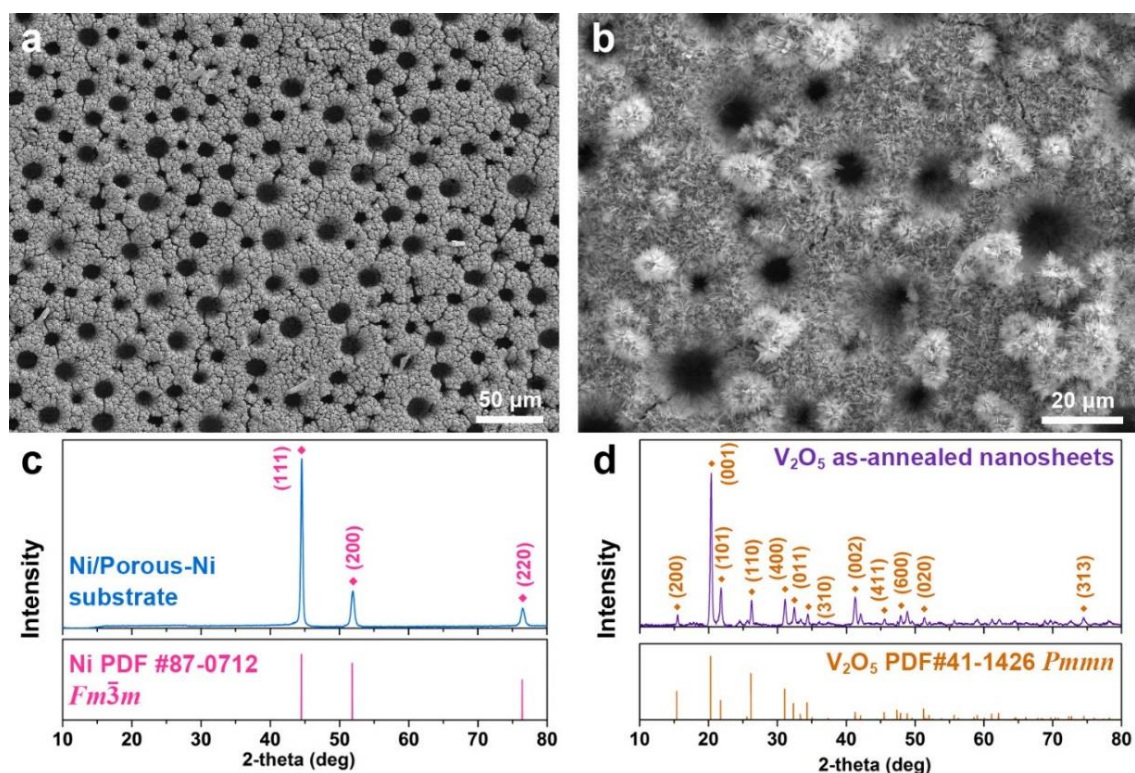 a
50 μm
b
20 μm
c
(111)
(200)
(220)
Ni/Porous-Ni
substrate
Intensity
Ni PDF #87-0712
Fm3̄m
10 20 30 40 50 60 70 80
2-theta (deg)
d
V₂O₅ as-annealed nanosheets
(200)
(001)
(101)
(110)
(400)
(011)
(310)
(002)
(411)
(600)
(020)
(313)
Intensity
V₂O₅ PDF#41-1426 Pmmn
10 20 30 40 50 60 70 80
2-theta (deg)